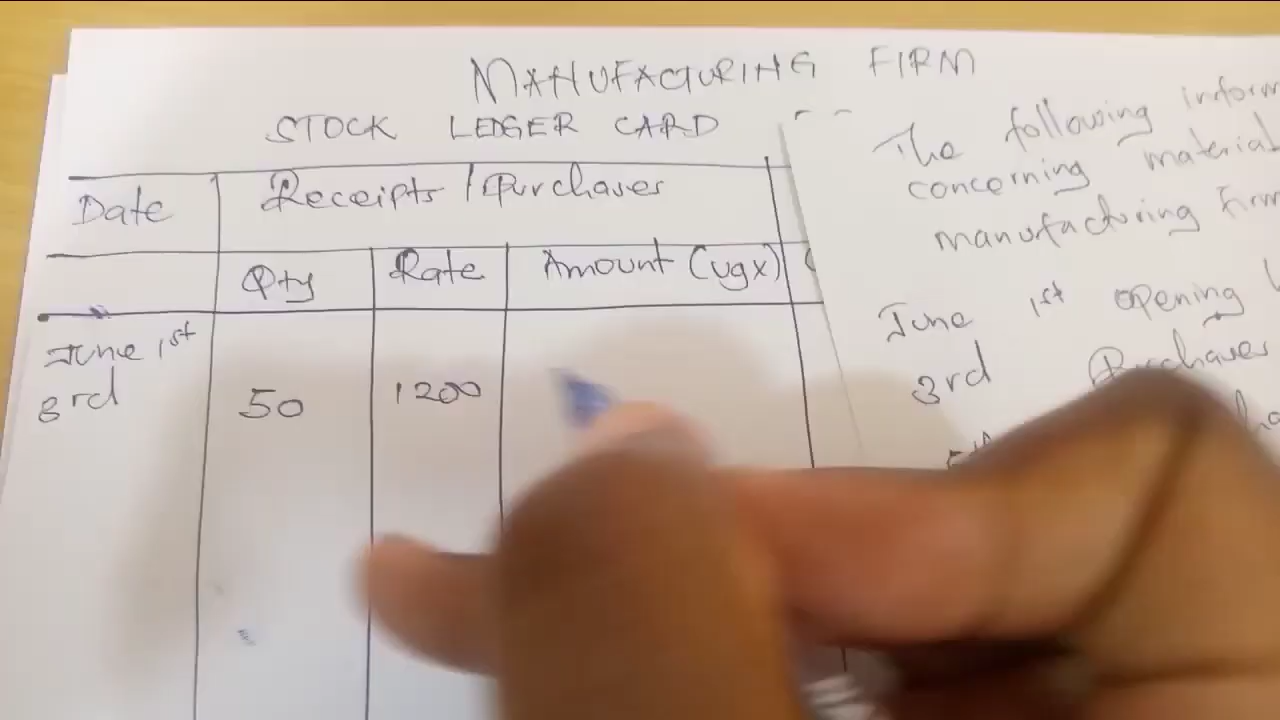 MANUFACTURING FIRM
STOCK LEDGER CARD
Date Receipts / Purchases
Qty Rate Amount (ugx)
June 1st
3rd 50 1200
The following inform
concerning material
manufacturing Firm
June 1st opening
3rd Purchases